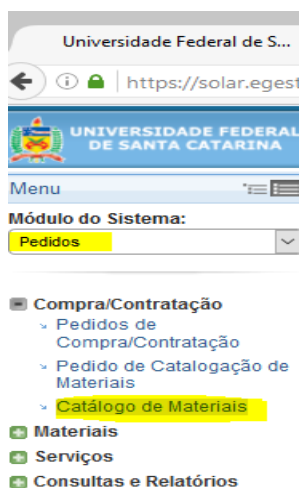 Universidade Federal de S...
https://solar.egest
UNIVERSIDADE FEDERAL
DE SANTA CATARINA
Menu
Módulo do Sistema:
Pedidos
Compra/Contratação
Pedidos de
Compra/Contratação
Pedido de Catalogação de
Materiais
Catálogo de Materiais
Materiais
Serviços
Consultas e Relatórios